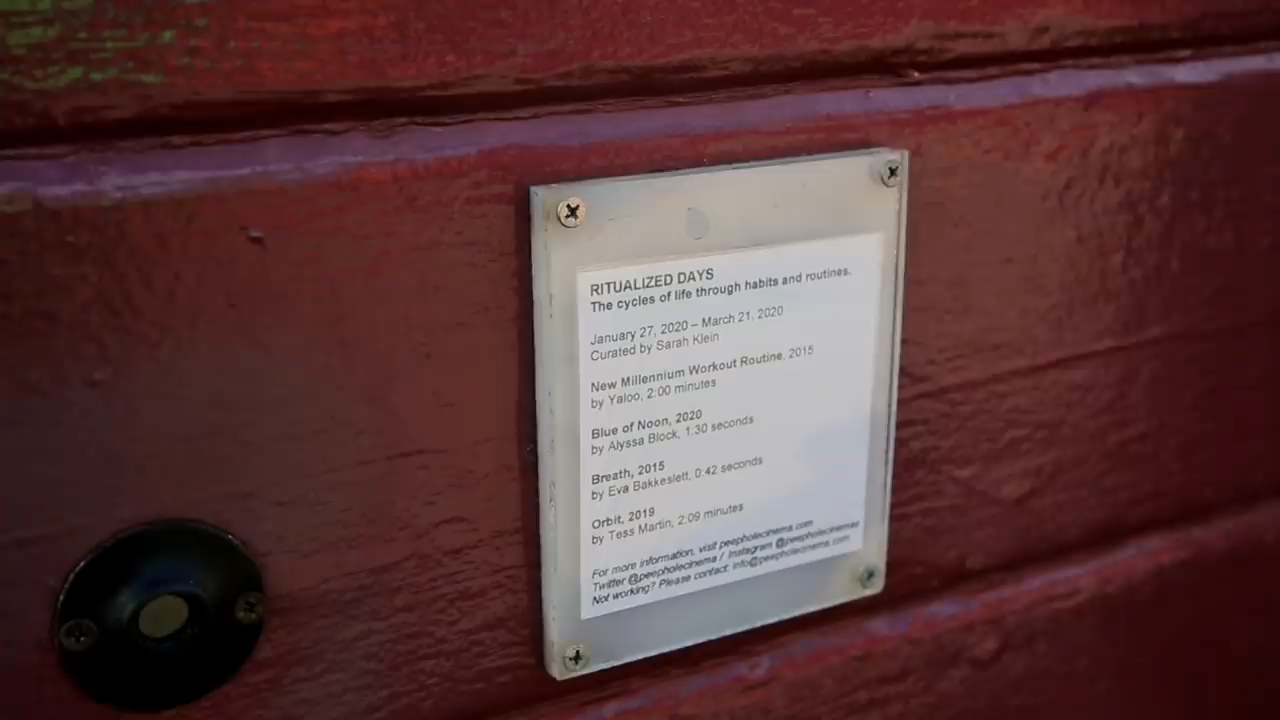 RITUALIZED DAYS
The cycles of life through habits and routines.
January 27, 2020 – March 21, 2020
Curated by Sarah Klein
New Millennium Workout Routine, 2015
by Yaloo, 2:00 minutes
Blue of Noon, 2020
by Alyssa Block, 1:30 seconds
Breath, 2015
by Eva Bakkeslett, 0:42 seconds
Orbit, 2019
by Tess Martin, 2:09 minutes
For more information, visit peepholecinema.com
Twitter @peepholecinema / Instagram @peepholecinemas
Not working? Please contact: info@peepholecinema.com